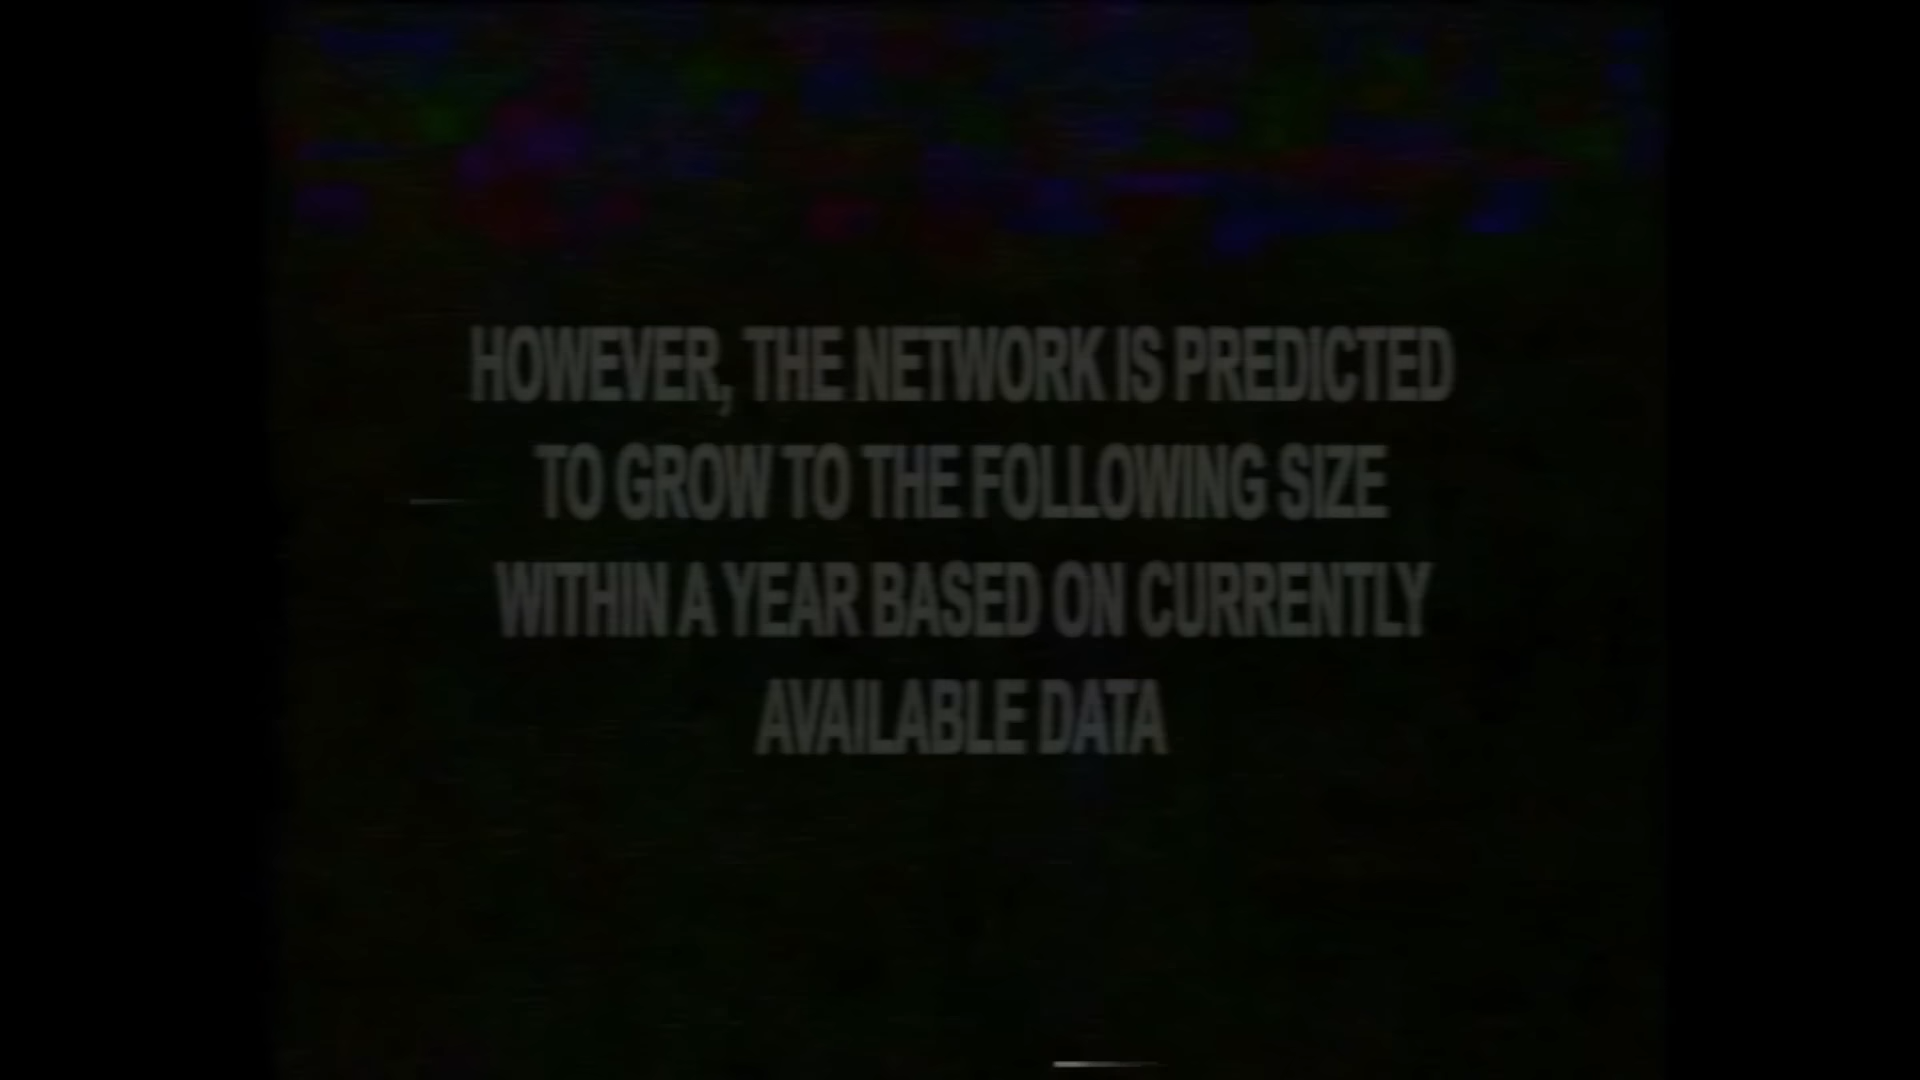 HOWEVER, THE NETWORK IS PREDICTED
TO GROW TO THE FOLLOWING SIZE
WITHIN A YEAR BASED ON CURRENTLY
AVAILABLE DATA